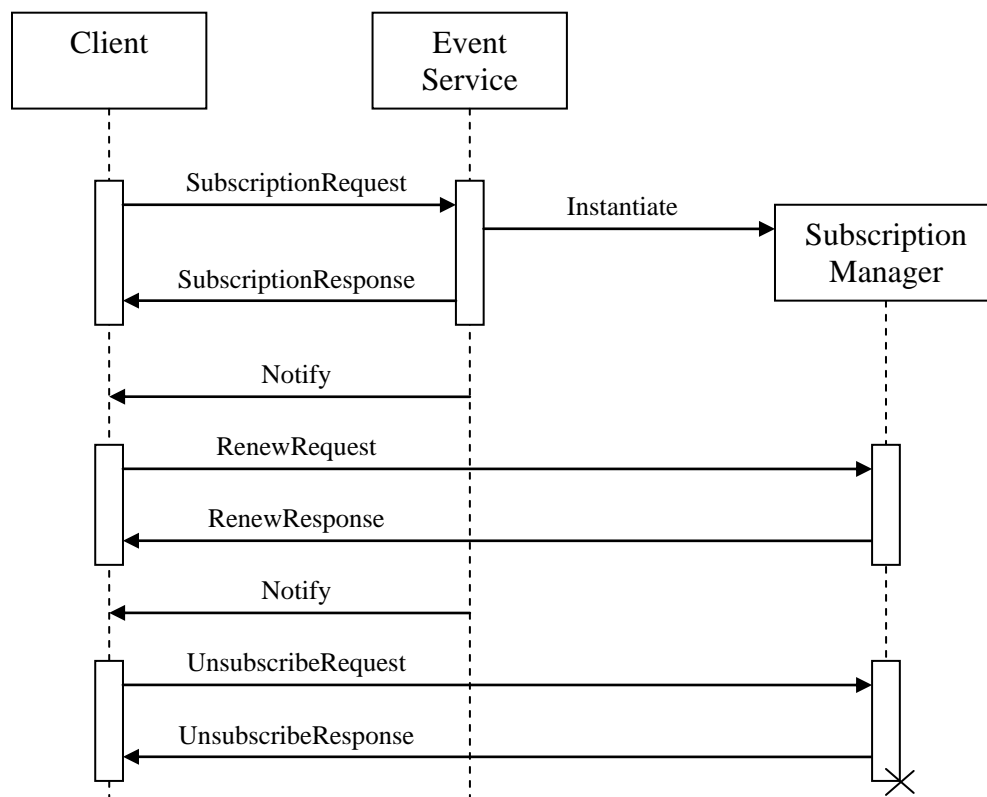 Client
Event
Service
SubscriptionRequest
Instantiate
Subscription
Manager
SubscriptionResponse
Notify
RenewRequest
RenewResponse
Notify
UnsubscribeRequest
UnsubscribeResponse